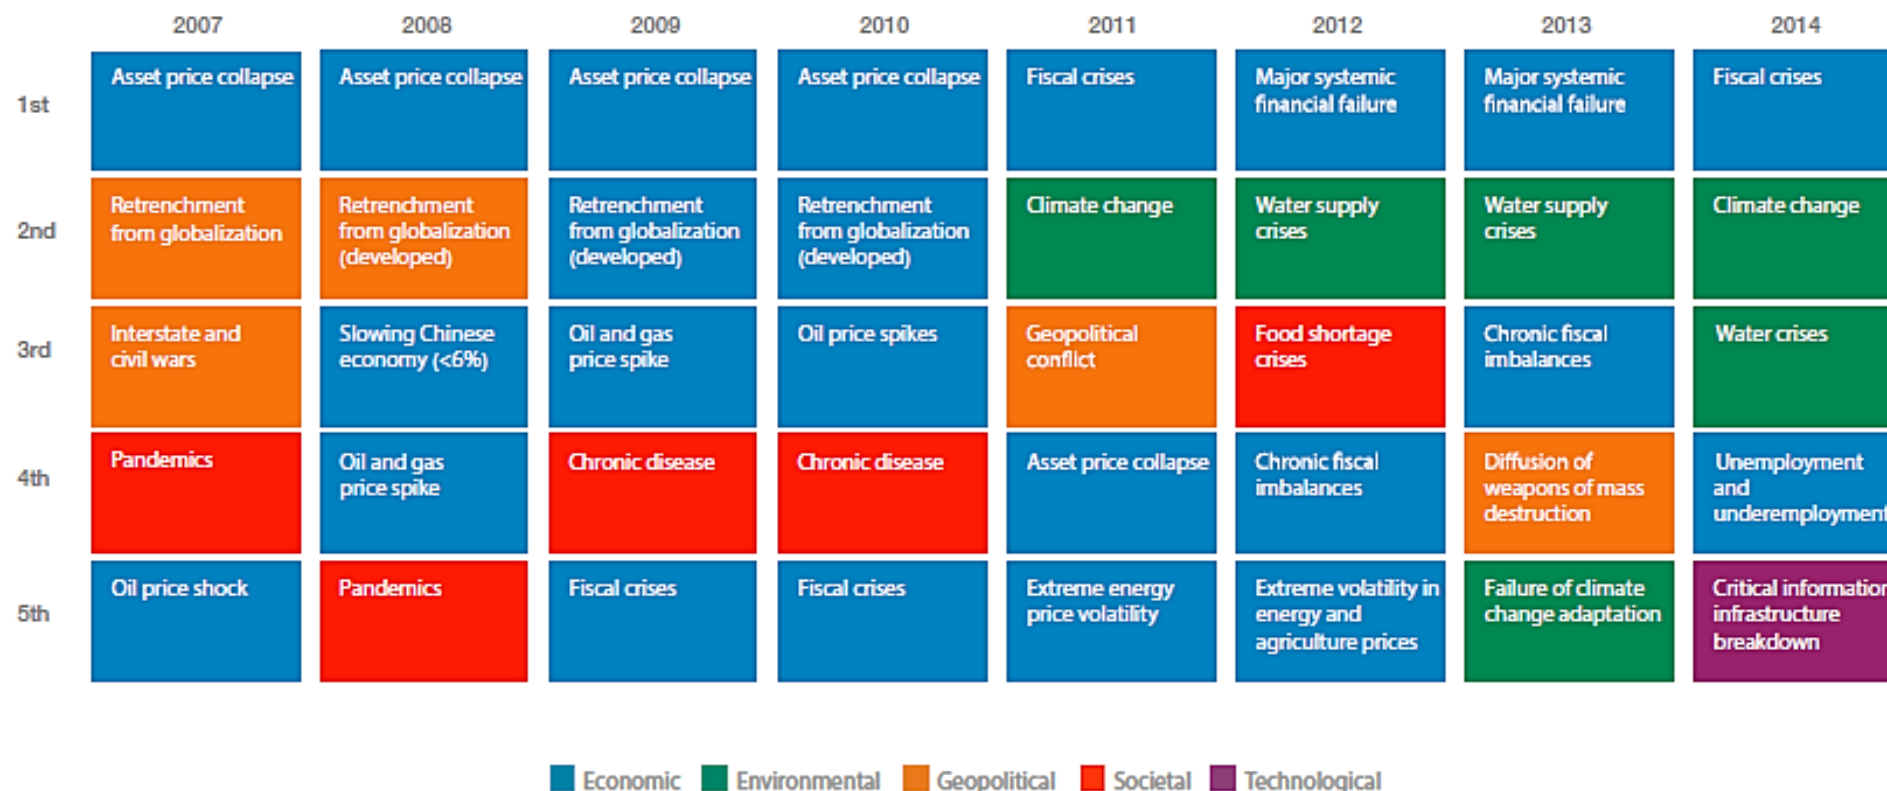 2007 2008 2009 2010 2011 2012 2013 2014
1st
Asset price collapse
Asset price collapse
Asset price collapse
Asset price collapse
Fiscal crises
Major systemic
financial failure
Major systemic
financial failure
Fiscal crises
2nd
Retrenchment
from globalization
Retrenchment
from globalization
(developed)
Retrenchment
from globalization
(developed)
Retrenchment
from globalization
(developed)
Climate change
Water supply
crises
Water supply
crises
Climate change
3rd
Interstate and
civil wars
Slowing Chinese
economy (<6%)
Oil and gas
price spike
Oil price spikes
Geopolitical
conflict
Food shortage
crises
Chronic fiscal
imbalances
Water crises
4th
Pandemics
Oil and gas
price spike
Chronic disease
Chronic disease
Asset price collapse
Chronic fiscal
imbalances
Diffusion of
weapons of mass
destruction
Unemployment
and
underemployment
5th
Oil price shock
Pandemics
Fiscal crises
Fiscal crises
Extreme energy
price volatility
Extreme volatility in
energy and
agriculture prices
Failure of climate
change adaptation
Critical information
infrastructure
breakdown
Economic Environmental Geopolitical Societal Technological